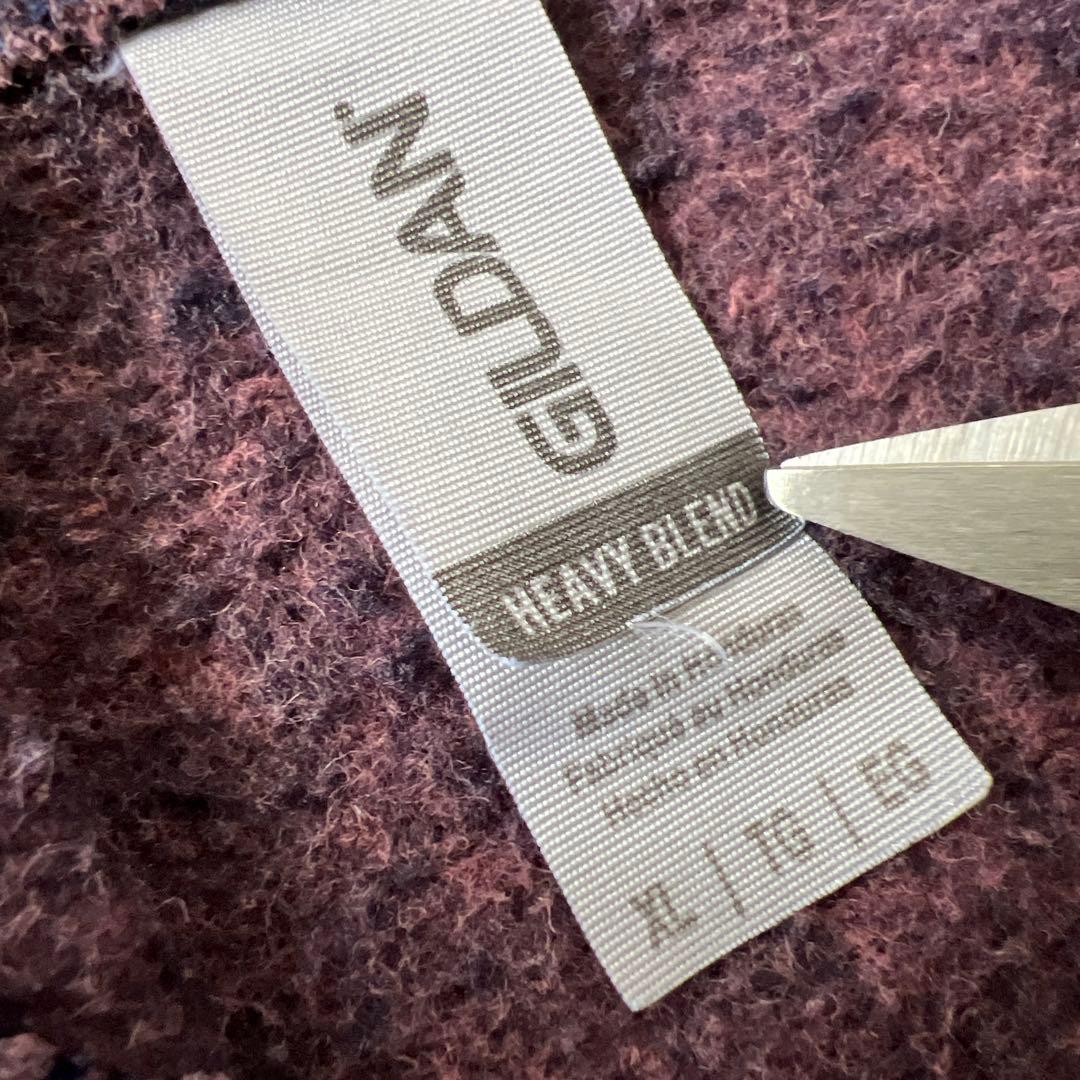 GILDAN
HEAVY BLEND
Made in Honduras
Fabriqué au Honduras
Hecho en Honduras
XL | TG | EG